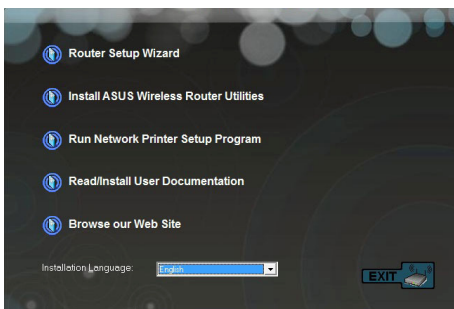 Router Setup Wizard
Install ASUS Wireless Router Utilities
Run Network Printer Setup Program
Read/Install User Documentation
Browse our Web Site
Installation Language: English
EXIT